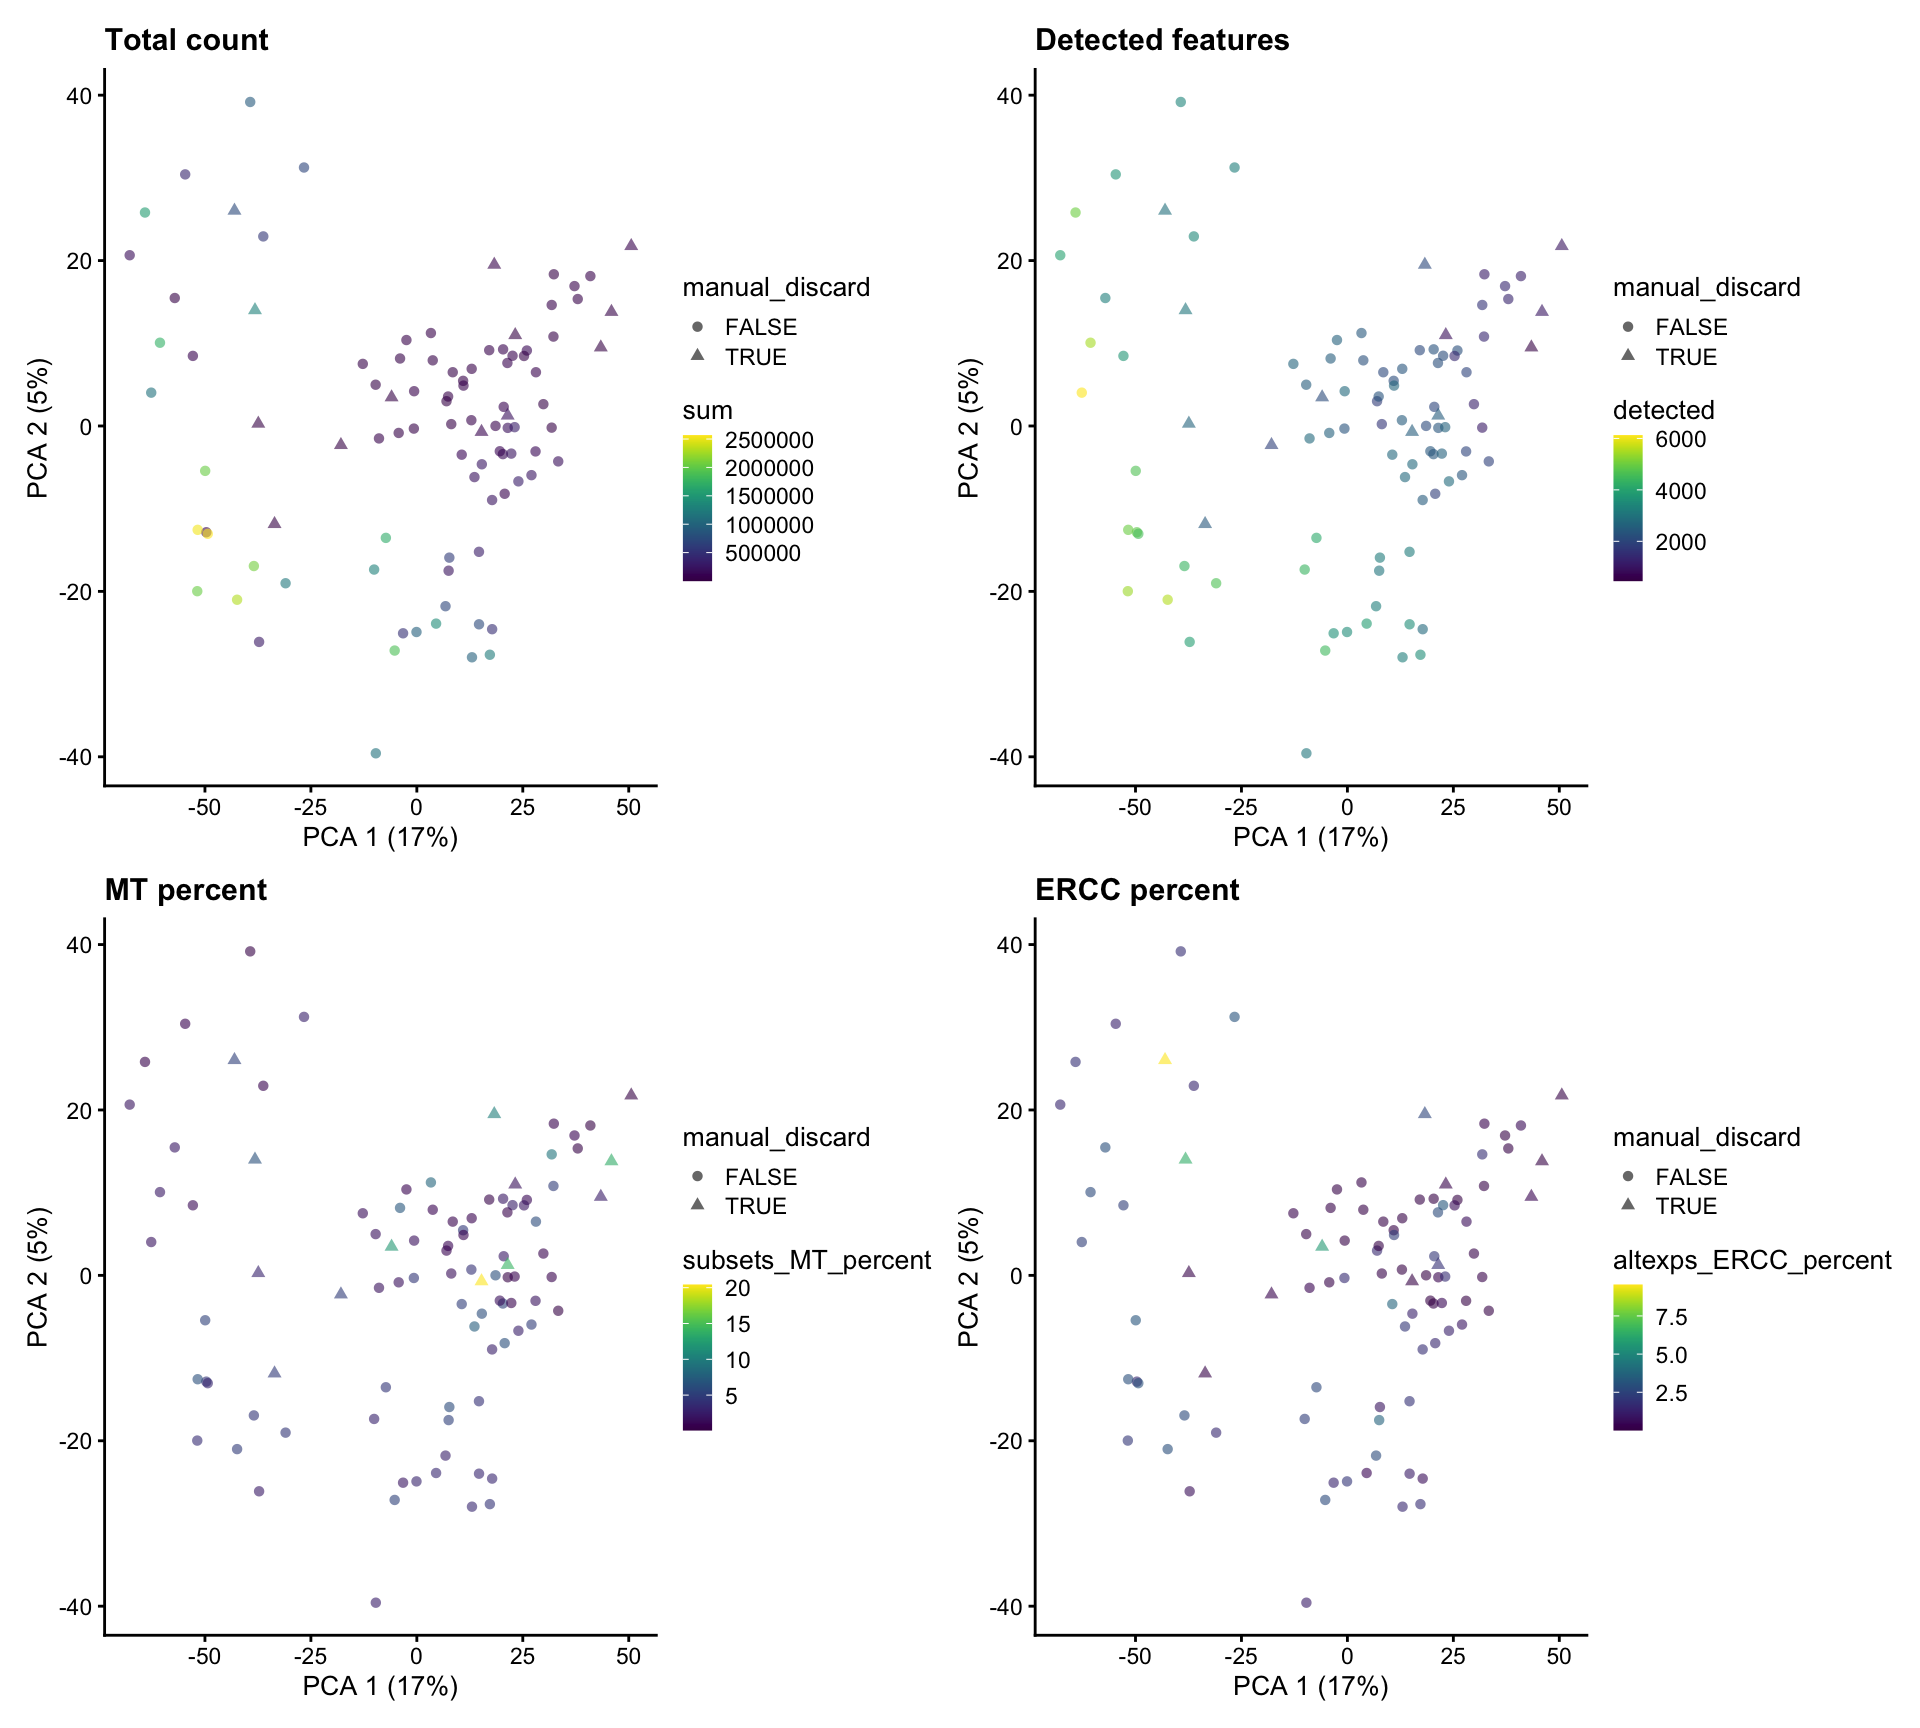 Total count
40
20
0
-20
-40
PCA 2 (5%)
-50 -25 0 25 50
PCA 1 (17%)
manual_discard
FALSE
TRUE
sum
2500000
2000000
1500000
1000000
500000
Detected features
40
20
0
-20
-40
PCA 2 (5%)
-50 -25 0 25 50
PCA 1 (17%)
manual_discard
FALSE
TRUE
detected
6000
4000
2000
MT percent
40
20
0
-20
-40
PCA 2 (5%)
-50 -25 0 25 50
PCA 1 (17%)
manual_discard
FALSE
TRUE
subsets_MT_percent
20
15
10
5
ERCC percent
40
20
0
-20
-40
PCA 2 (5%)
-50 -25 0 25 50
PCA 1 (17%)
manual_discard
FALSE
TRUE
altexps_ERCC_percent
7.5
5.0
2.5